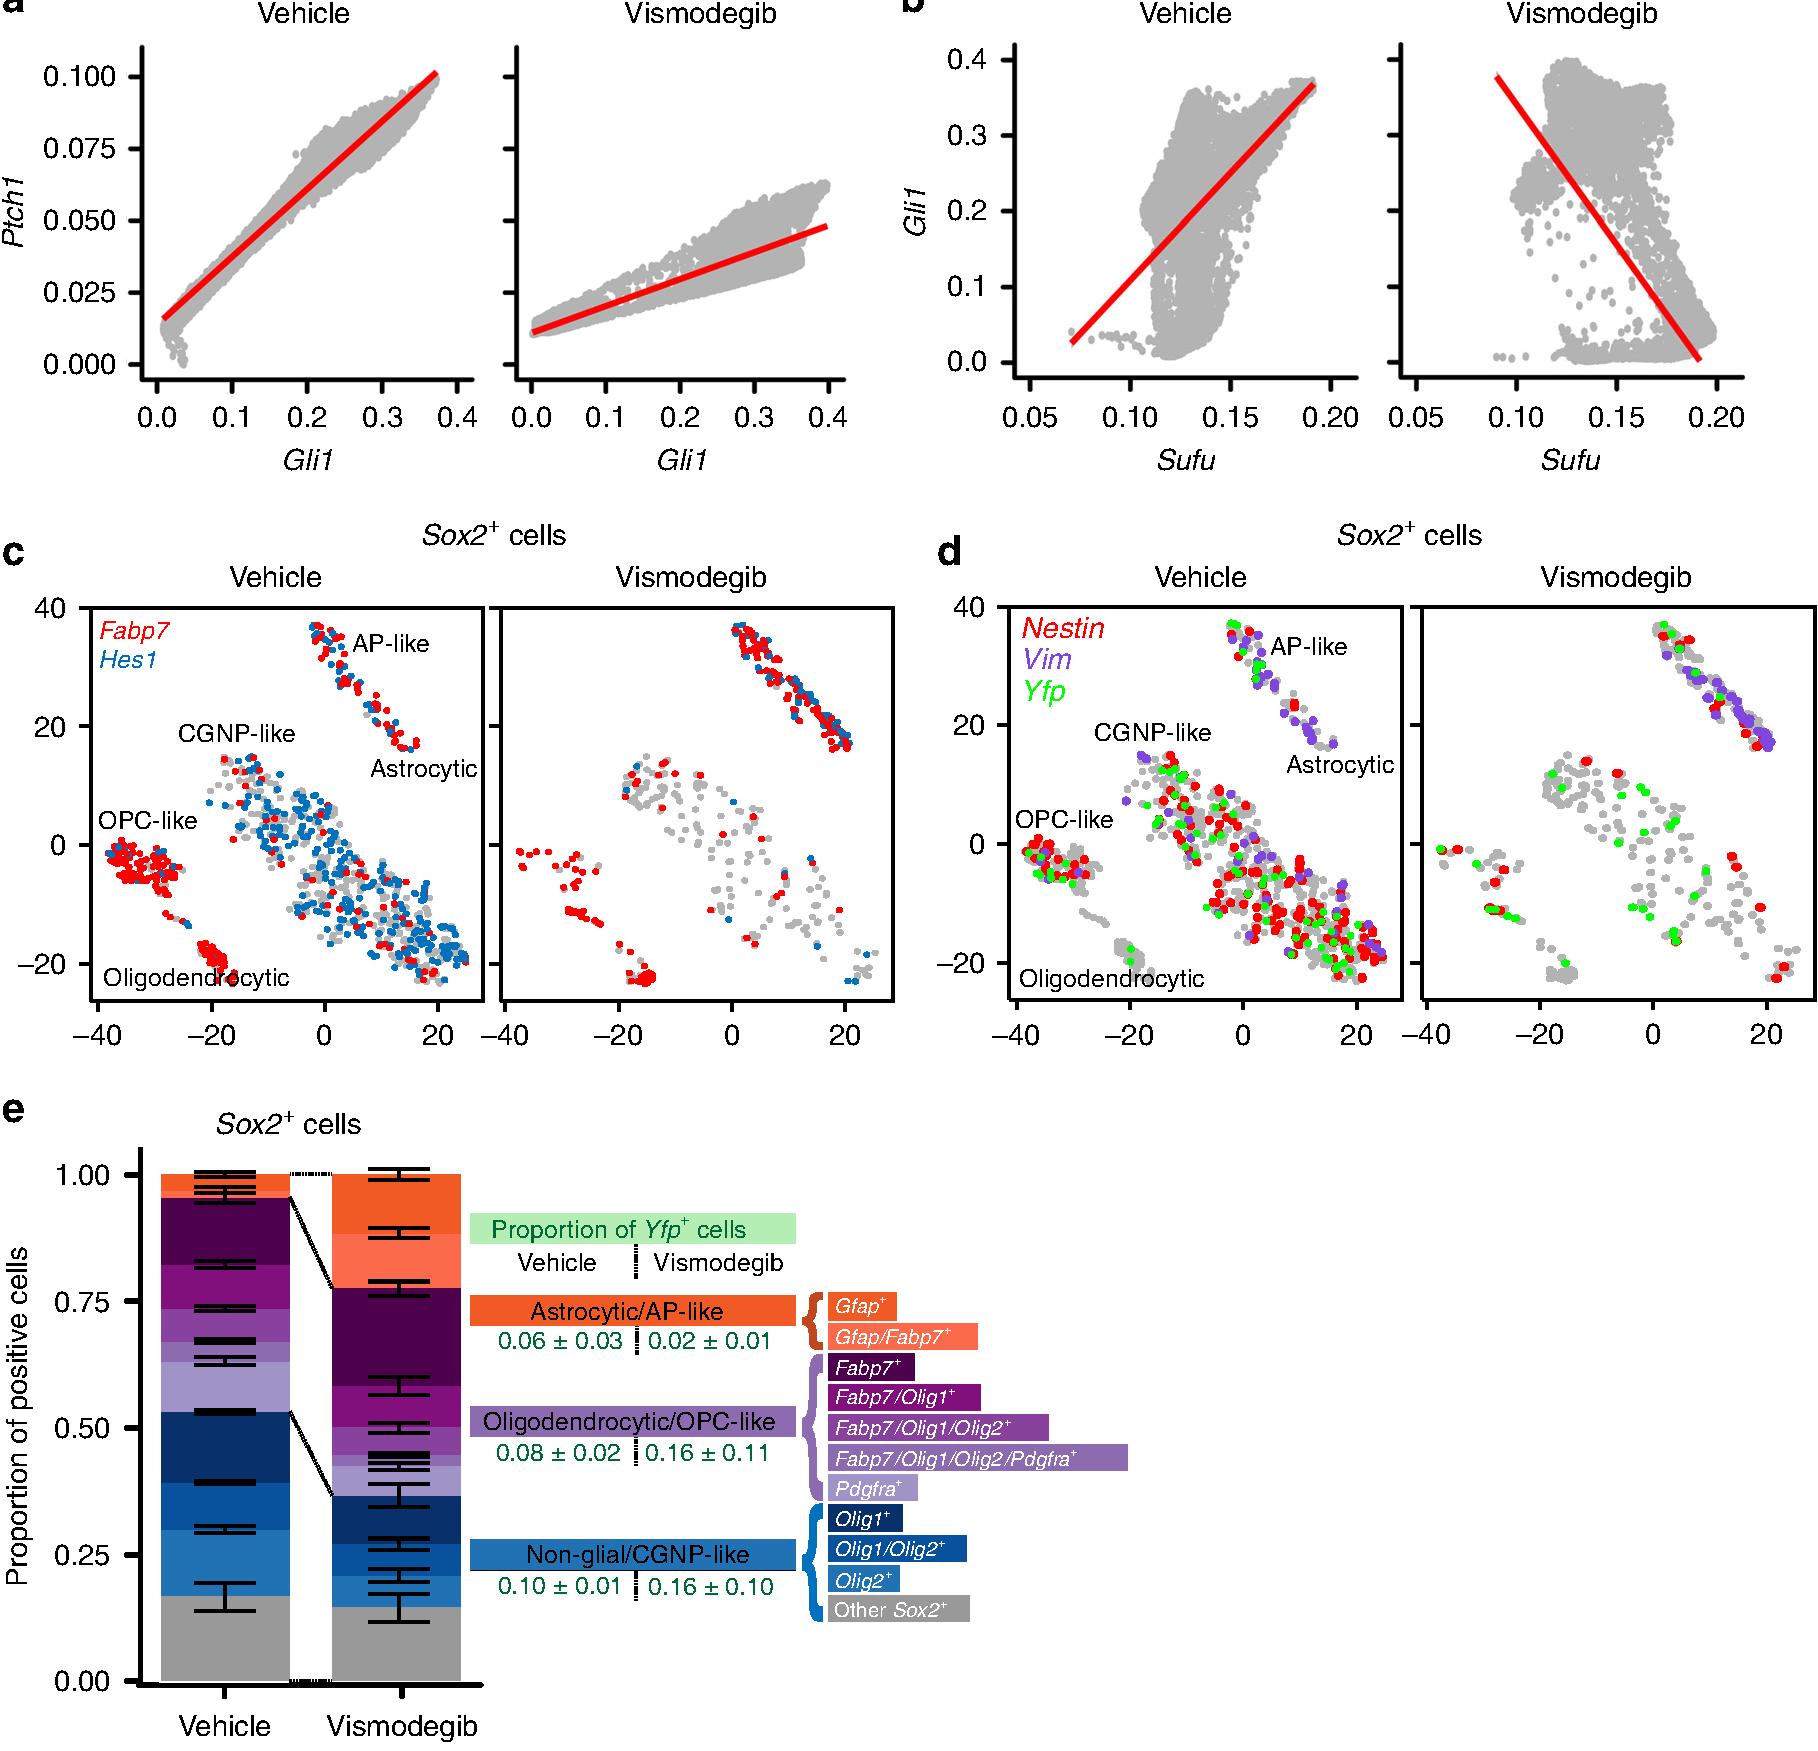 a
Vehicle
Vismodegib
0.100
0.075
0.050
0.025
0.000
Ptch1
0.0 0.1 0.2 0.3 0.4
0.0 0.1 0.2 0.3 0.4
Gli1
Gli1
b
Vehicle
Vismodegib
0.4
0.3
0.2
0.1
0.0
Gli1
0.05 0.10 0.15 0.20
0.05 0.10 0.15 0.20
Sufu
Sufu
c
Sox2+ cells
Vehicle
Vismodegib
40
20
0
–20
Fabp7
Hes1
AP-like
CGNP-like
Astrocytic
OPC-like
Oligodendrocytic
–40 –20 0 20
–40 –20 0 20
d
Sox2+ cells
Vehicle
Vismodegib
40
20
0
–20
Nestin
Vim
Yfp
AP-like
CGNP-like
Astrocytic
OPC-like
Oligodendrocytic
–40 –20 0 20
–40 –20 0 20
e
Sox2+ cells
1.00
0.75
0.50
0.25
0.00
Proportion of positive cells
Vehicle
Vismodegib
Proportion of Yfp+ cells
Vehicle Vismodegib
Astrocytic/AP-like
0.06 ± 0.03 0.02 ± 0.01
Oligodendrocytic/OPC-like
0.08 ± 0.02 0.16 ± 0.11
Non-glial/CGNP-like
0.10 ± 0.01 0.16 ± 0.10
Gfap+
Gfap/Fabp7+
Fabp7+
Fabp7/Olig1+
Fabp7/Olig1/Olig2+
Fabp7/Olig1/Olig2/Pdgfra+
Pdgfra+
Olig1+
Olig1/Olig2+
Olig2+
Other Sox2+